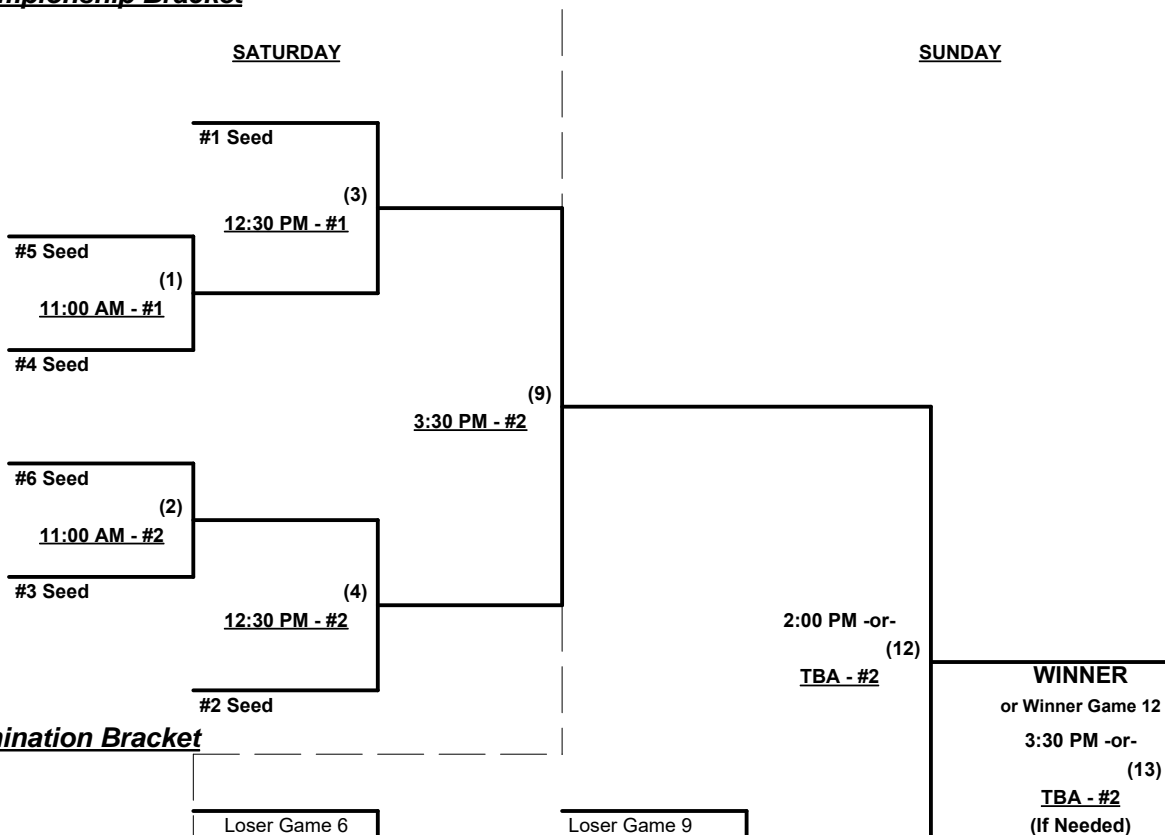 Bracket
SATURDAY
SUNDAY
#1 Seed
(3)
12:30 PM - #1
#5 Seed
(1)
11:00 AM - #1
#4 Seed
(9)
3:30 PM - #2
#6 Seed
(2)
11:00 AM - #2
#3 Seed
(4)
12:30 PM - #2
2:00 PM -or-
(12)
TBA - #2
WINNER
#2 Seed
or Winner Game 12
Bracket
3:30 PM -or-
(13)
TBA - #2
(If Needed)
Loser Game 6
Loser Game 9